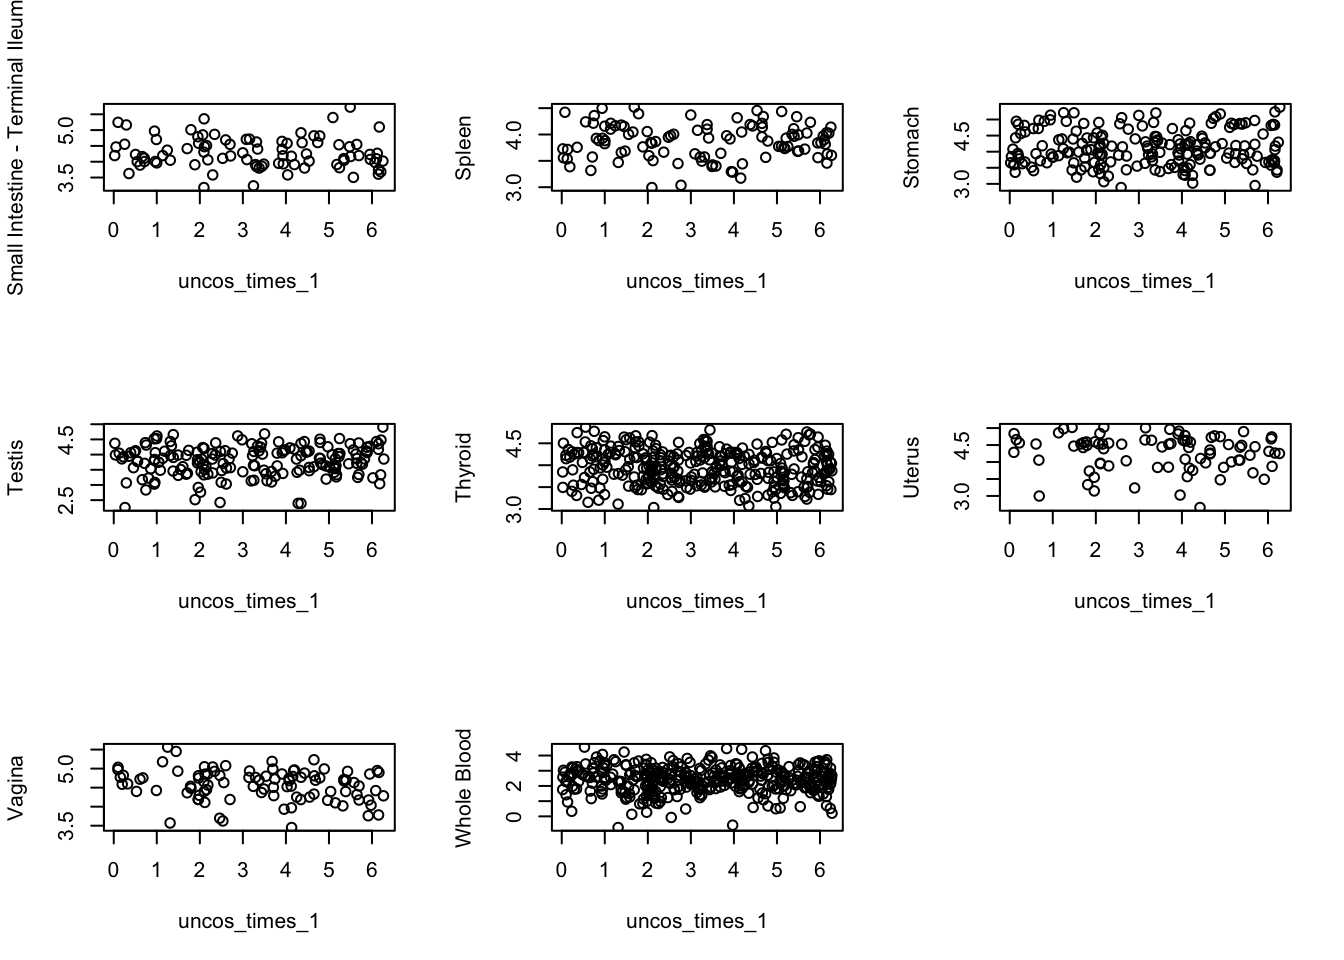 Small Intestine - Terminal Ileum
3.5 5.0
0 1 2 3 4 5 6
uncos_times_1
Spleen
3.0 4.0
0 1 2 3 4 5 6
uncos_times_1
Stomach
3.0 4.5
0 1 2 3 4 5 6
uncos_times_1
Testis
2.5 4.5
0 1 2 3 4 5 6
uncos_times_1
Thyroid
3.0 4.5
0 1 2 3 4 5 6
uncos_times_1
Uterus
3.0 4.5
0 1 2 3 4 5 6
uncos_times_1
Vagina
3.5 5.0
0 1 2 3 4 5 6
uncos_times_1
Whole Blood
0 2 4
0 1 2 3 4 5 6
uncos_times_1